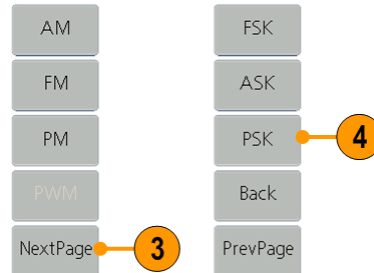 AM
FM
PM
PWM
NextPage
3
FSK
ASK
PSK
4
Back
PrevPage